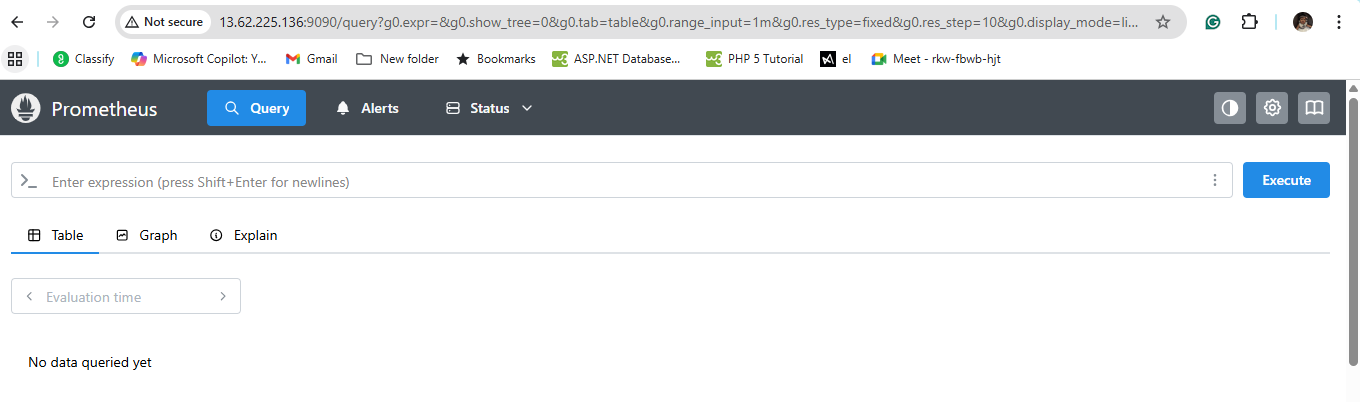 Not secure 13.62.225.136:9090/query?g0.expr=&g0.show_tree=0&g0.tab=table&g0.range_input=1m&g0.res_type=fixed&g0.res_step=10&g0.display_mode=li...
Classify Microsoft Copilot: Y... Gmail New folder Bookmarks ASP.NET Database... PHP 5 Tutorial el Meet - rkw-fbwb-hjt
Prometheus Query Alerts Status
Enter expression (press Shift+Enter for newlines) Execute
Table Graph Explain
Evaluation time
No data queried yet